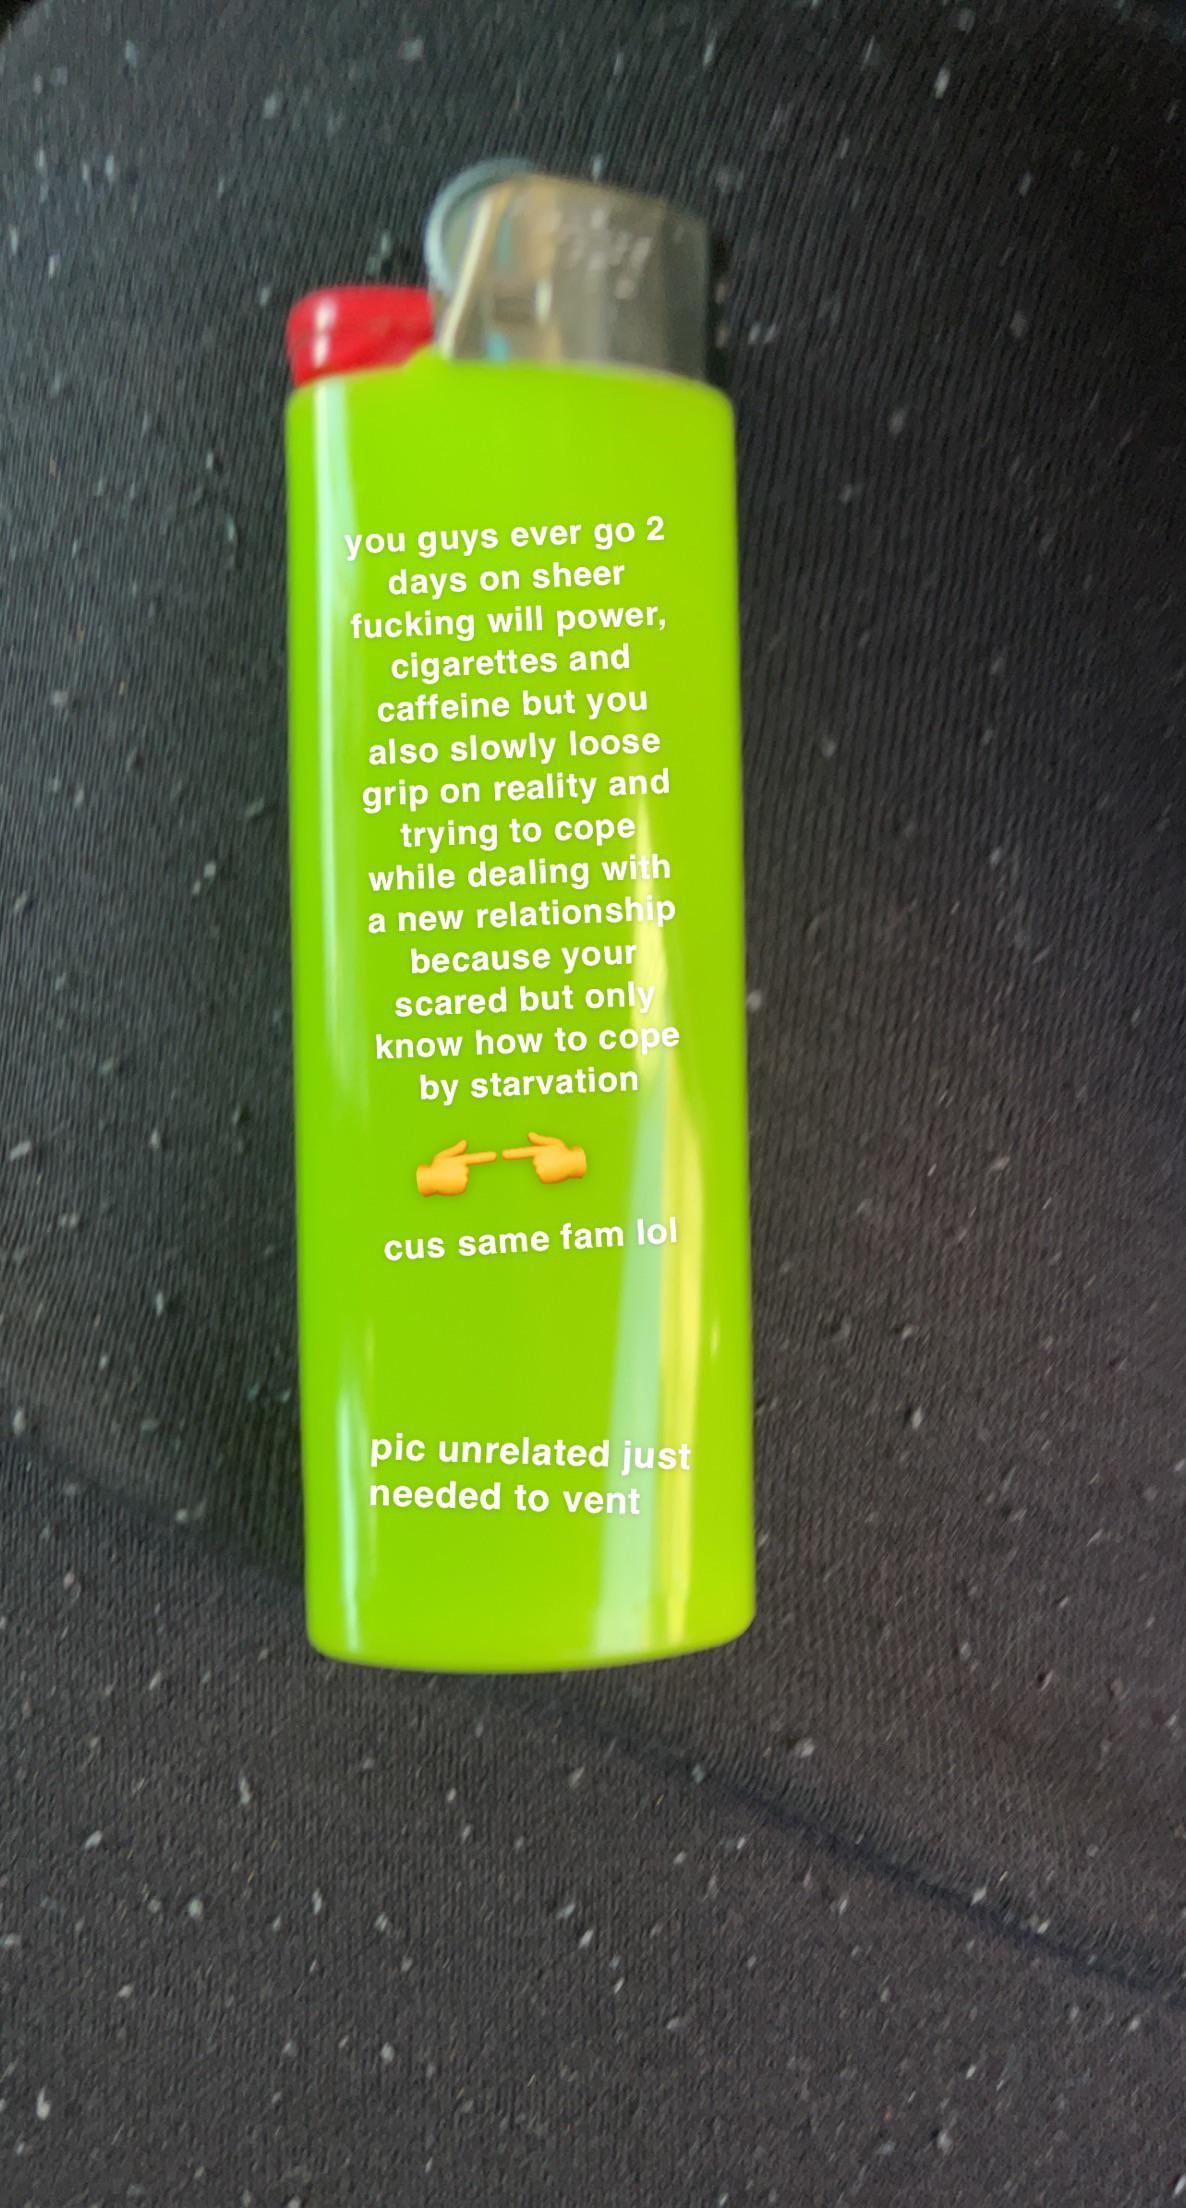 you guys ever go 2
days on sheer
fucking will power,
cigarettes and
caffeine but you
also slowly loose
grip on reality and
trying to cope
while dealing with
a new relationship
because your
scared but only
know how to cope
by starvation
👉👈
cus same fam lol
pic unrelated just
needed to vent